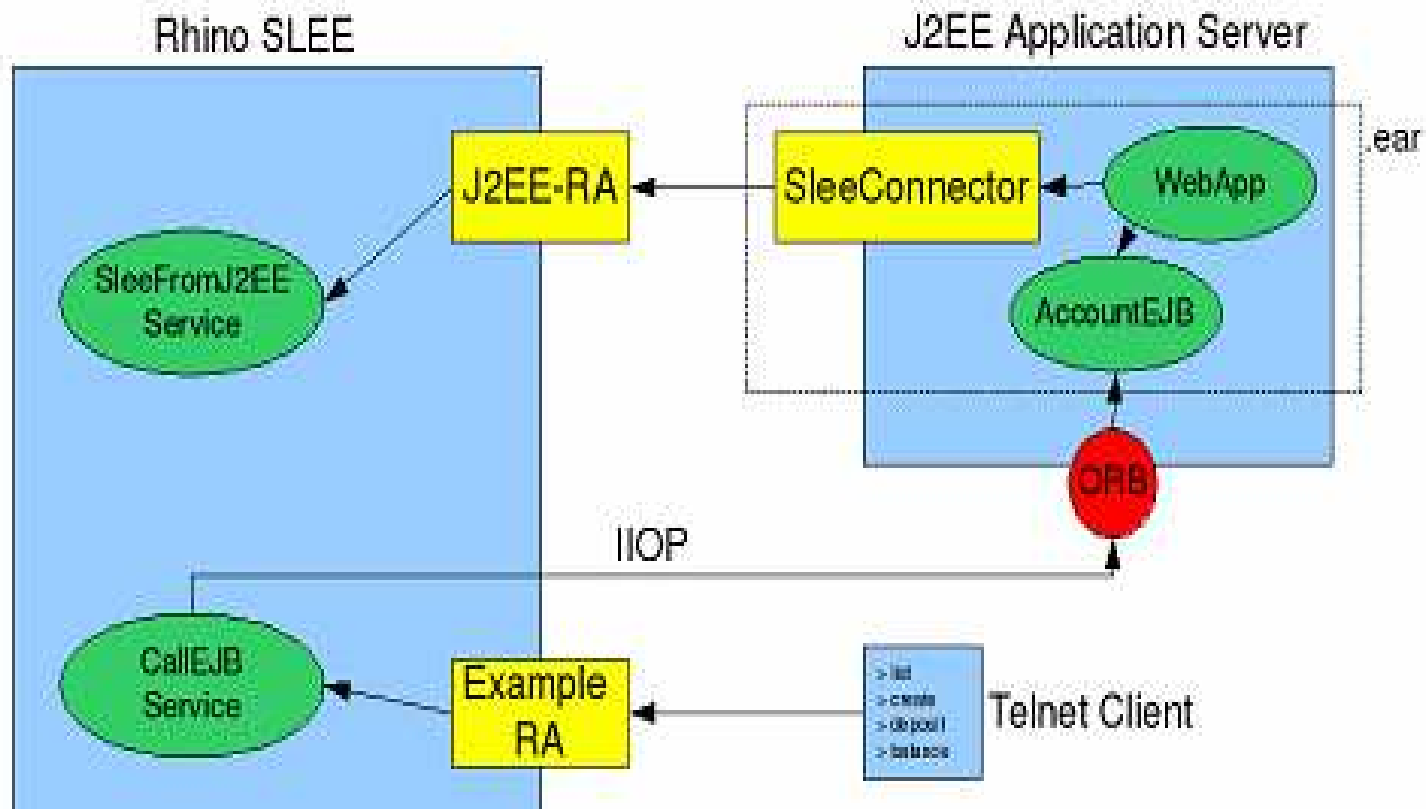 Rhino SLEE
J2EE Application Server
.ear
J2EE-RA
SleeConnector
WebApp
SleeFromJ2EE
Service
AccountEJB
ORB
IIOP
CallEJB
Service
Example
RA
> list
> create
> deposit
> balance
Telnet Client